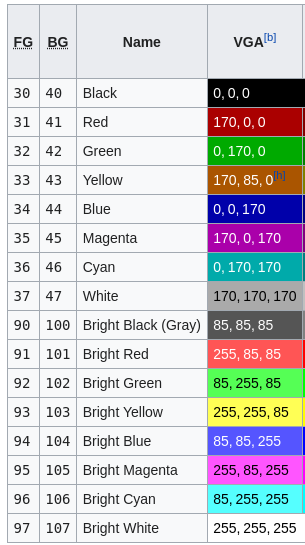 FG BG Name VGA[b]
30 40 Black 0, 0, 0
31 41 Red 170, 0, 0
32 42 Green 0, 170, 0
33 43 Yellow 170, 85, 0[h]
34 44 Blue 0, 0, 170
35 45 Magenta 170, 0, 170
36 46 Cyan 0, 170, 170
37 47 White 170, 170, 170
90 100 Bright Black (Gray) 85, 85, 85
91 101 Bright Red 255, 85, 85
92 102 Bright Green 85, 255, 85
93 103 Bright Yellow 255, 255, 85
94 104 Bright Blue 85, 85, 255
95 105 Bright Magenta 255, 85, 255
96 106 Bright Cyan 85, 255, 255
97 107 Bright White 255, 255, 255